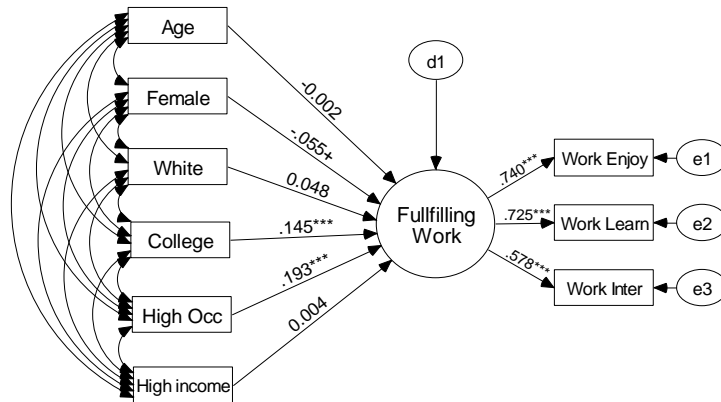 Age
d1
-0.002
Female
-.055+
White
0.048
Fullfilling
Work
.740***
Work Enjoy
e1
.725***
Work Learn
e2
College
.145***
.578***
Work Inter
e3
High Occ
.193***
High income
0.004